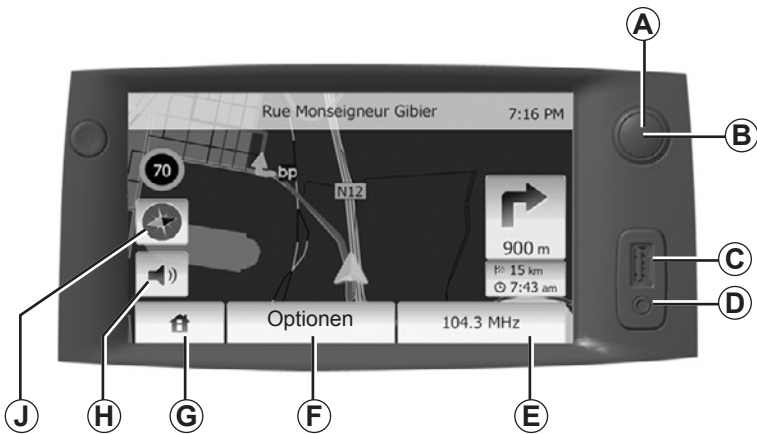 A
Rue Monseigneur Gibier 7:16 PM
B
70
bp
N12
900 m
15 km
7:43 am
C
D
Optionen
104.3 MHz
J
H
G
F
E